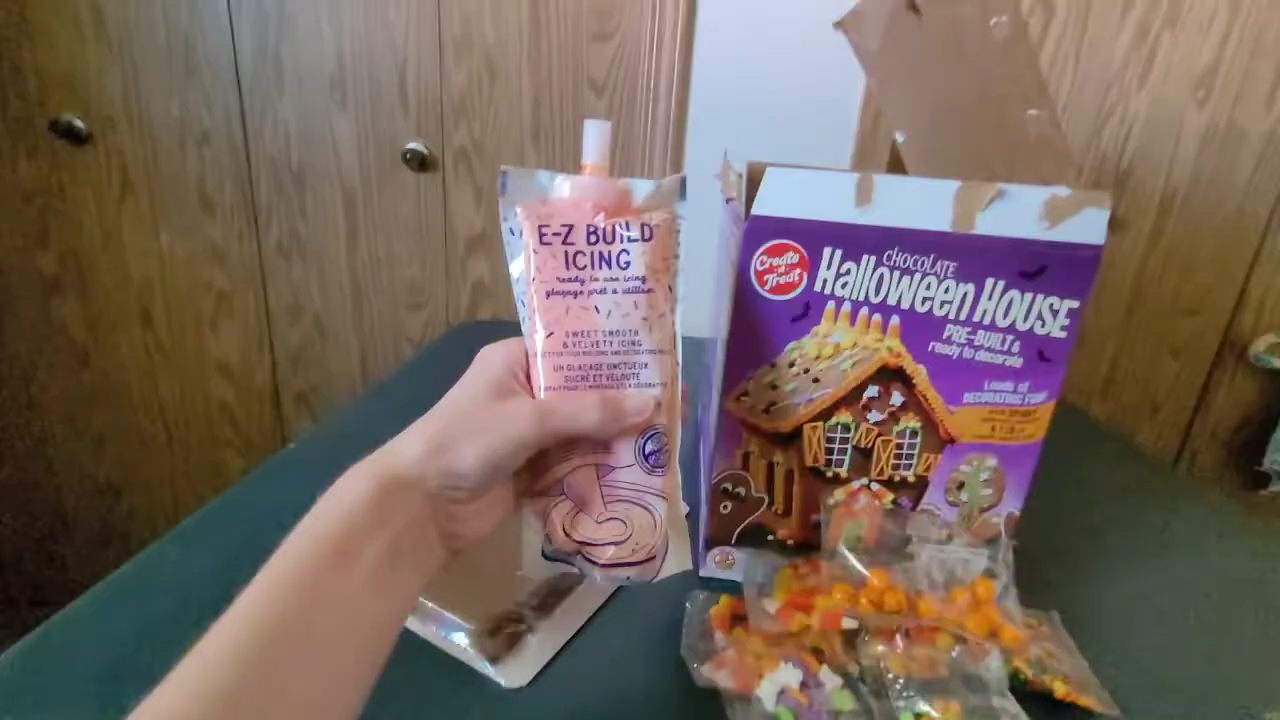 E-Z BUILD
ICING
ready to use icing
glaçage prêt à utiliser
SWEET SMOOTH
& VELVETY ICING
UN GLAÇAGE ONCTUEUX
SUCRÉ ET VELOUTÉ
Create
a
Treat
CHOCOLATE
Halloween HOUSE
PRE-BUILT &
ready to decorate
Loads of
DECORATING FUN!